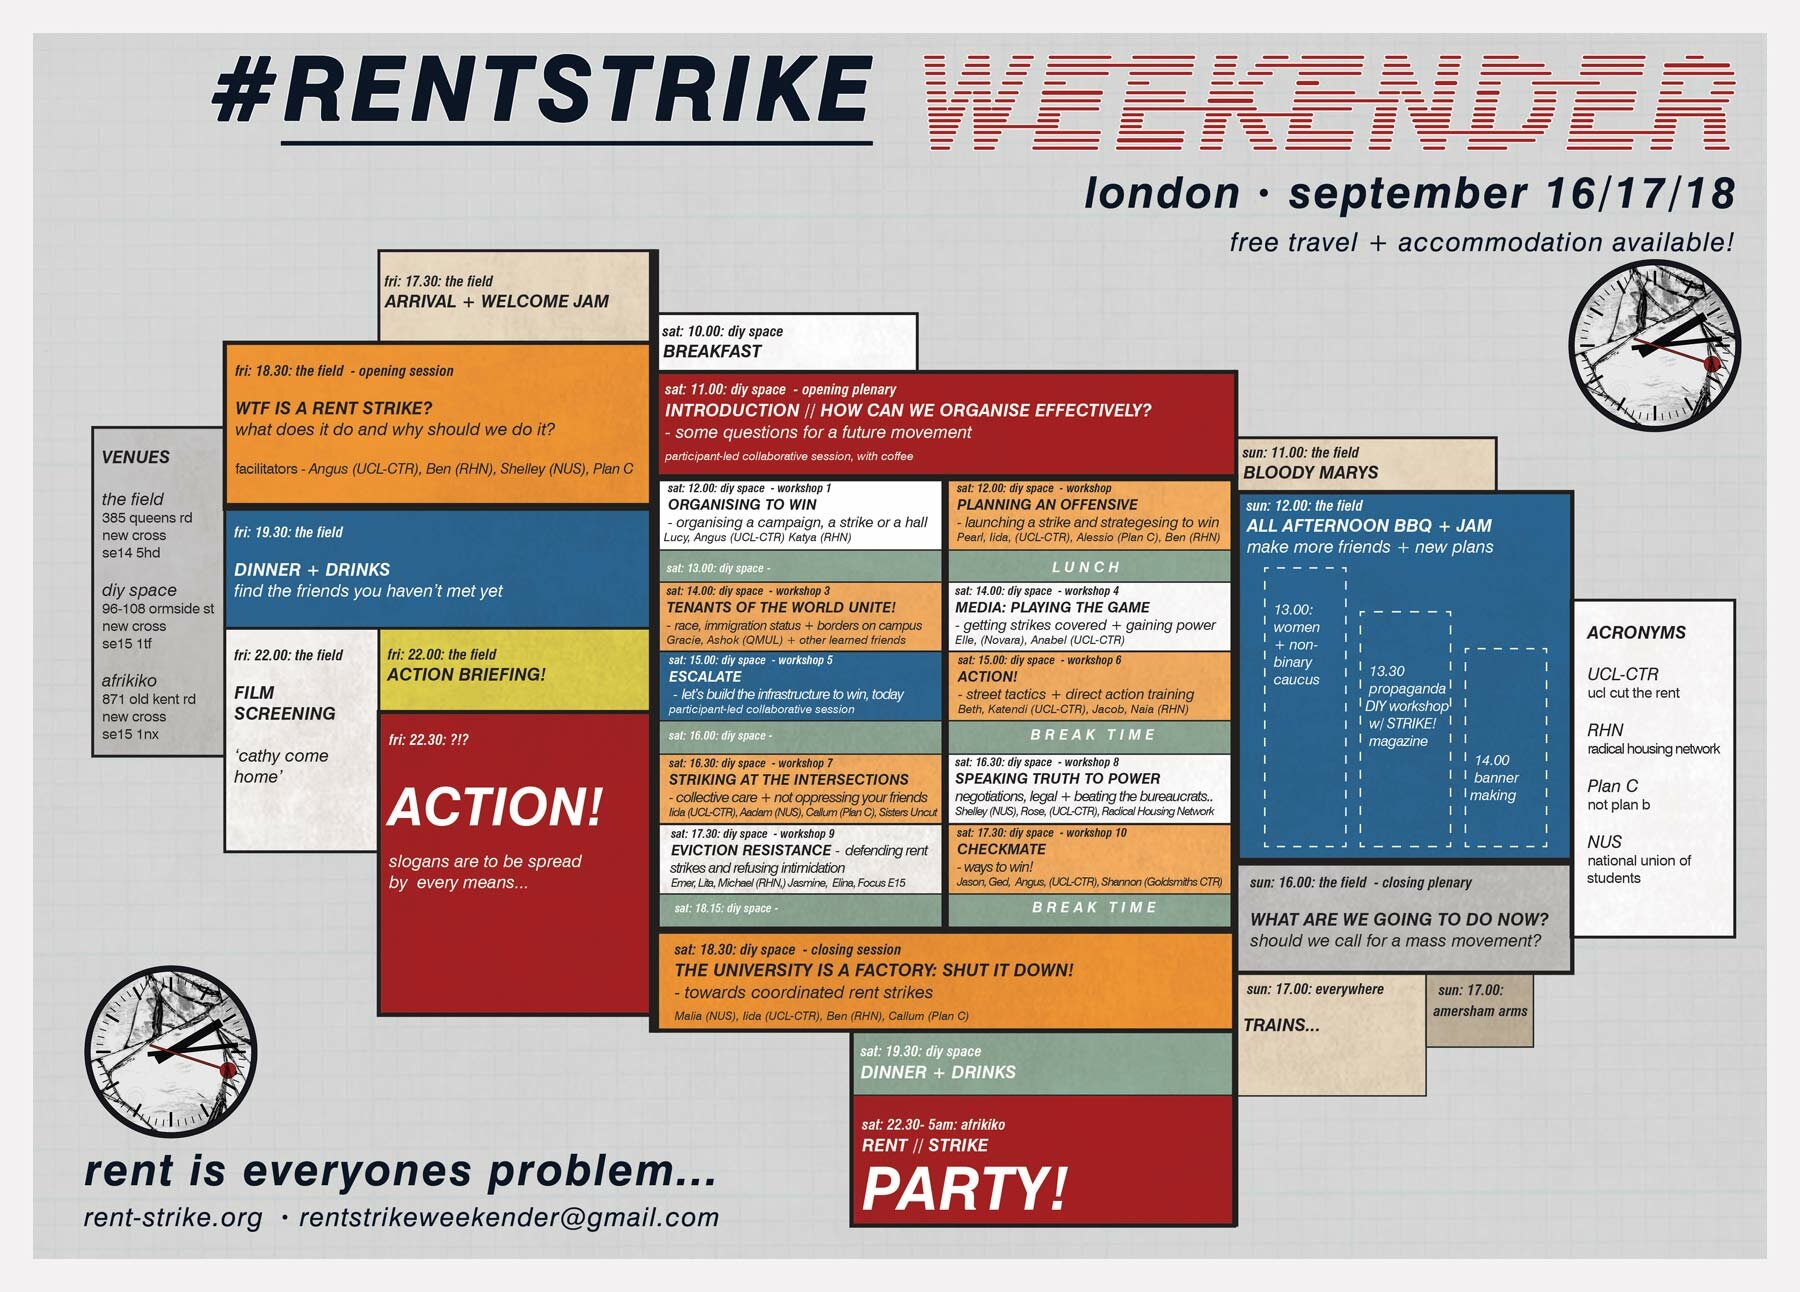 #RENTSTRIKE WEEKENDER
london · september 16/17/18
free travel + accommodation available!
VENUES
the field
385 queens rd
new cross
se14 5hd
diy space
96-108 ormside st
new cross
se15 1tf
afrikiko
871 old kent rd
new cross
se15 1nx
fri: 17.30: the field
ARRIVAL + WELCOME JAM
fri: 18.30: the field - opening session
WTF IS A RENT STRIKE?
what does it do and why should we do it?
facilitators - Angus (UCL-CTR), Ben (RHN), Shelley (NUS), Plan C
fri: 19.30: the field
DINNER + DRINKS
find the friends you haven't met yet
fri: 22.00: the field
FILM
SCREENING
'cathy come
home'
fri: 22.00: the field
ACTION BRIEFING!
fri: 22.30: ?!?
ACTION!
slogans are to be spread
by every means...
sat: 10.00: diy space
BREAKFAST
sat: 11.00: diy space - opening plenary
INTRODUCTION // HOW CAN WE ORGANISE EFFECTIVELY?
- some questions for a future movement
participant-led collaborative session, with coffee
sat: 12.00: diy space - workshop 1
ORGANISING TO WIN
- organising a campaign, a strike or a hall
Lucy, Angus (UCL-CTR) Katya (RHN)
sat: 12.00: diy space - workshop
PLANNING AN OFFENSIVE
- launching a strike and strategesing to win
Pearl, Iida, (UCL-CTR), Alessio (Plan C), Ben (RHN)
sat: 13.00: diy space -
LUNCH
sat: 14.00: diy space - workshop 3
TENANTS OF THE WORLD UNITE!
- race, immigration status + borders on campus
Gracie, Ashok (QMUL) + other learned friends
sat: 14.00: diy space - workshop 4
MEDIA: PLAYING THE GAME
- getting strikes covered + gaining power
Elle, (Novara), Anabel (UCL-CTR)
sat: 15.00: diy space - workshop 5
ESCALATE
- let's build the infrastructure to win, today
participant-led collaborative session
sat: 15.00: diy space - workshop 6
ACTION!
- street tactics + direct action training
Beth, Katendi (UCL-CTR), Jacob, Naia (RHN)
sat: 16.00: diy space -
BREAK TIME
sat: 16.30: diy space - workshop 7
STRIKING AT THE INTERSECTIONS
- collective care + not oppressing your friends
Iida (UCL-CTR), Aadam (NUS), Callum (Plan C), Sisters Uncut
sat: 16.30: diy space - workshop 8
SPEAKING TRUTH TO POWER
negotiations, legal + beating the bureaucrats..
Shelley (NUS), Rose, (UCL-CTR), Radical Housing Network
sat: 17.30: diy space - workshop 9
EVICTION RESISTANCE - defending rent
strikes and refusing intimidation
Emer, Lita, Michael (RHN,) Jasmine, Elina, Focus E15
sat: 17.30: diy space - workshop 10
CHECKMATE
- ways to win!
Jason, Ged, Angus, (UCL-CTR), Shannon (Goldsmiths CTR)
sat: 18.15: diy space -
BREAK TIME
sat: 18.30: diy space - closing session
THE UNIVERSITY IS A FACTORY: SHUT IT DOWN!
- towards coordinated rent strikes
Malia (NUS), Iida (UCL-CTR), Ben (RHN), Callum (Plan C)
sat: 19.30: diy space
DINNER + DRINKS
sat: 22.30- 5am: afrikiko
RENT // STRIKE
PARTY!
sun: 11.00: the field
BLOODY MARYS
sun: 12.00: the field
ALL AFTERNOON BBQ + JAM
make more friends + new plans
13.00:
women
+ non-
binary
caucus
13.30
propaganda
DIY workshop
w/ STRIKE!
magazine
14.00
banner
making
sun: 16.00: the field - closing plenary
WHAT ARE WE GOING TO DO NOW?
should we call for a mass movement?
sun: 17.00: everywhere
TRAINS...
sun: 17.00:
amersham arms
ACRONYMS
UCL-CTR
ucl cut the rent
RHN
radical housing network
Plan C
not plan b
NUS
national union of
students
rent is everyones problem...
rent-strike.org · rentstrikeweekender@gmail.com